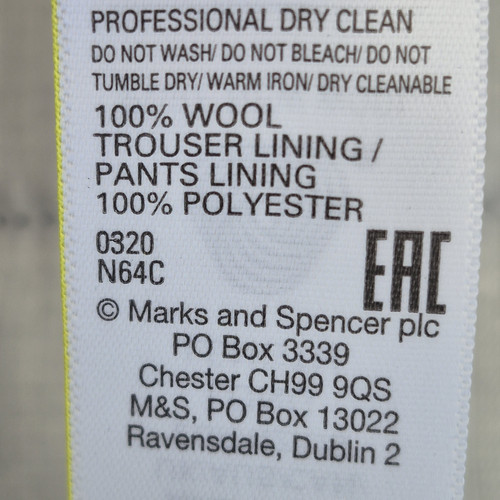 PROFESSIONAL DRY CLEAN
DO NOT WASH/ DO NOT BLEACH/ DO NOT
TUMBLE DRY/ WARM IRON/ DRY CLEANABLE
100% WOOL
TROUSER LINING /
PANTS LINING
100% POLYESTER
0320
N64C
EAC
© Marks and Spencer plc
PO Box 3339
Chester CH99 9QS
M&S, PO Box 13022
Ravensdale, Dublin 2